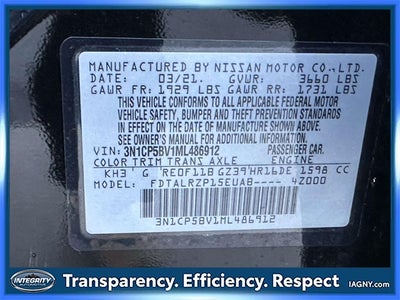 MANUFACTURED BY NISSAN MOTOR CO.,LTD.
DATE: 03/21. GVWR: 3660 LBS
GAWR FR: 1929 LBS GAWR RR: 1731 LBS
THIS VEHICLE CONFORMS TO ALL APPLICABLE FEDERAL MOTOR
VEHICLE SAFETY, BUMPER, AND THEFT PREVENTION STANDARDS
IN EFFECT ON THE DATE OF MANUFACTURE SHOWN ABOVE.
SEE OWNER'S MANUAL FOR ADDITIONAL INFORMATION.
VIN: 3N1CP5BV1ML486912 PASSENGER CAR.
COLOR TRIM TRANS AXLE ENGINE
KH3 G RE0F11B GZ39 HR16DE 1598 CC
MODEL: FDTALRZP15EUAB---- 4Z000
3N1CP5BV1ML486912
INTEGRITY
Transparency. Efficiency. Respect
IAGNY.com